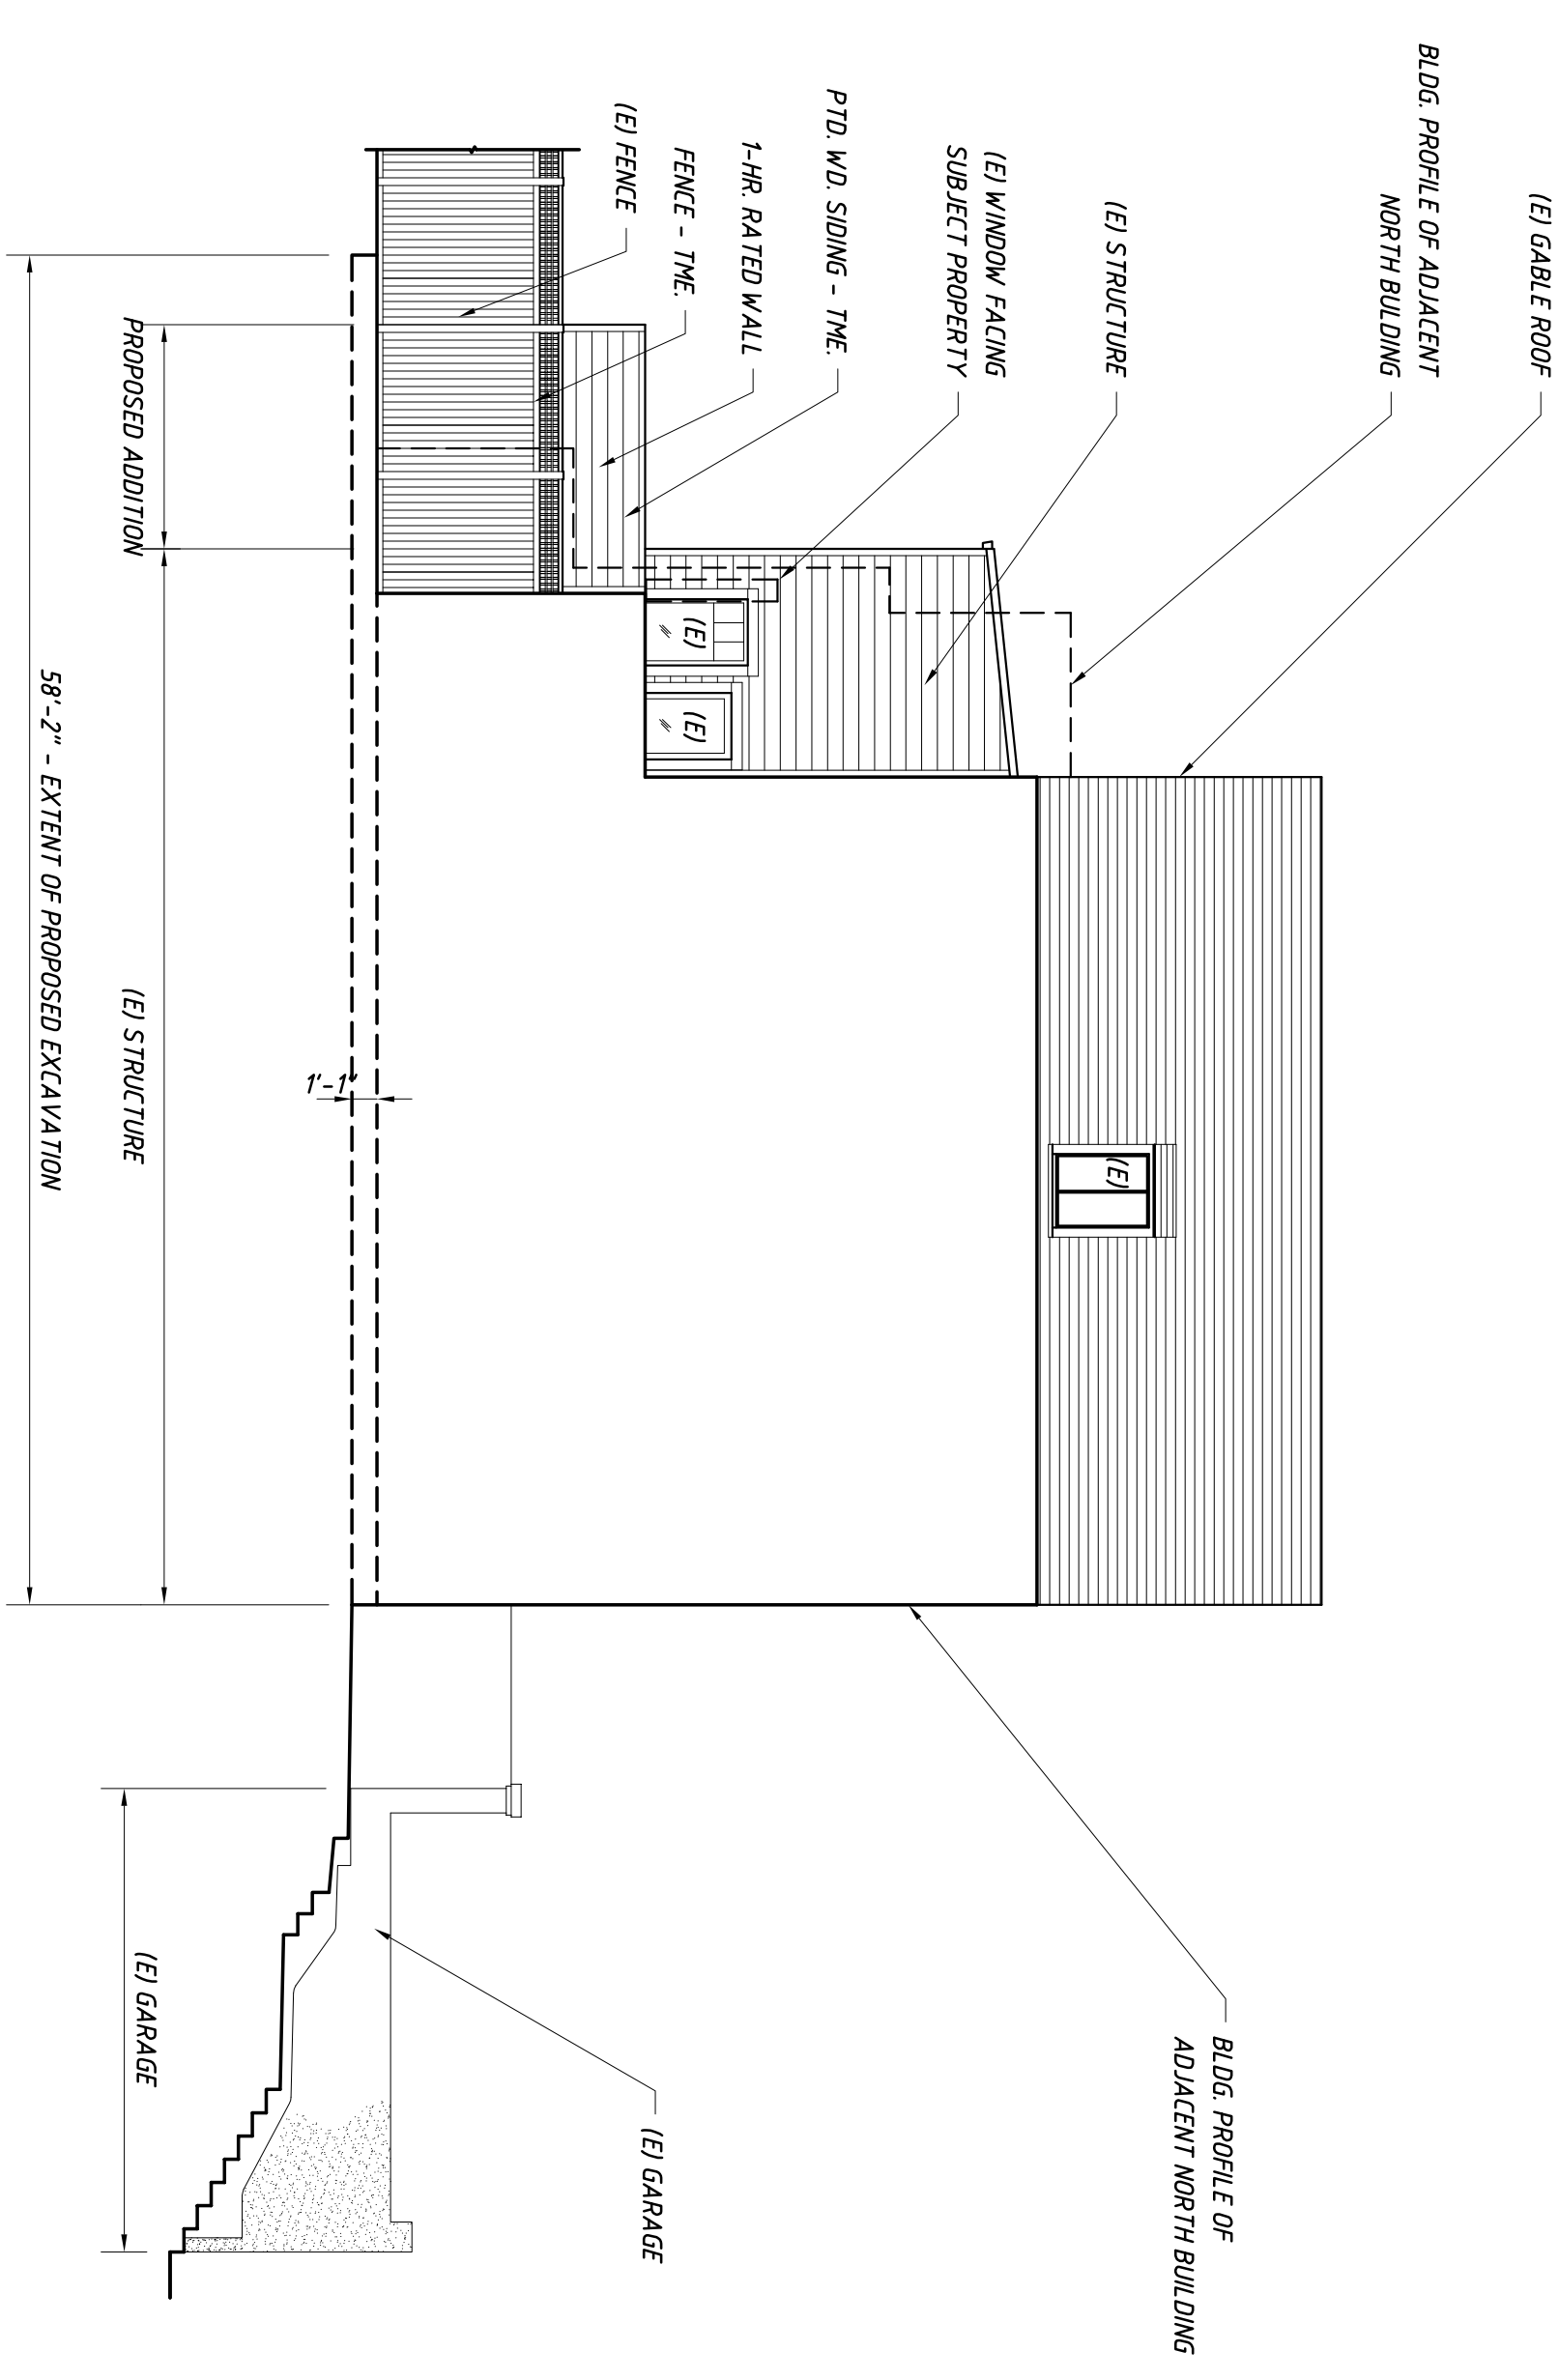 (E) GABLE ROOF
BLDG. PROFILE OF ADJACENT
NORTH BUILDING
(E) STRUCTURE
(E) WINDOW FACING
SUBJECT PROPERTY
PTD. WD. SIDING - TME.
1-HR. RATED WALL
FENCE - TME.
(E) FENCE
(E)
(E)
(E)
BLDG. PROFILE OF
ADJACENT NORTH BUILDING
(E) GARAGE
1'-1"
PROPOSED ADDITION
(E) STRUCTURE
(E) GARAGE
58'-2" - EXTENT OF PROPOSED EXCAVATION